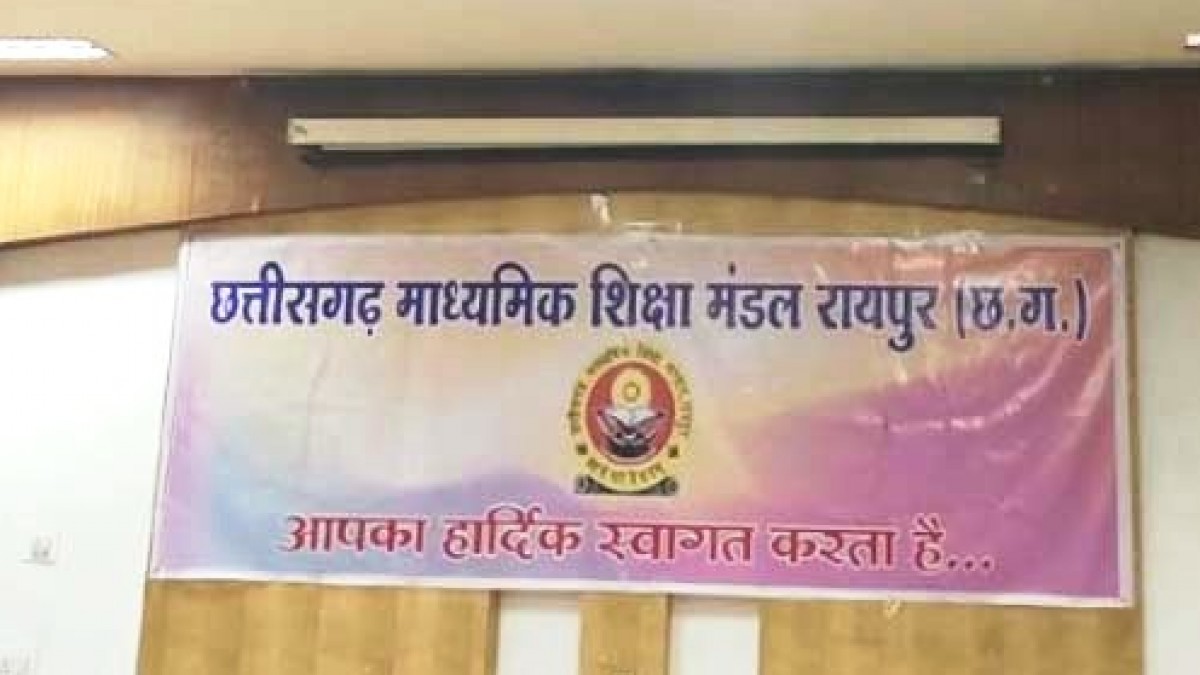 छत्तीसगढ़ माध्यमिक शिक्षा मंडल रायपुर (छ.ग.)
आपका हार्दिक स्वागत करता है...